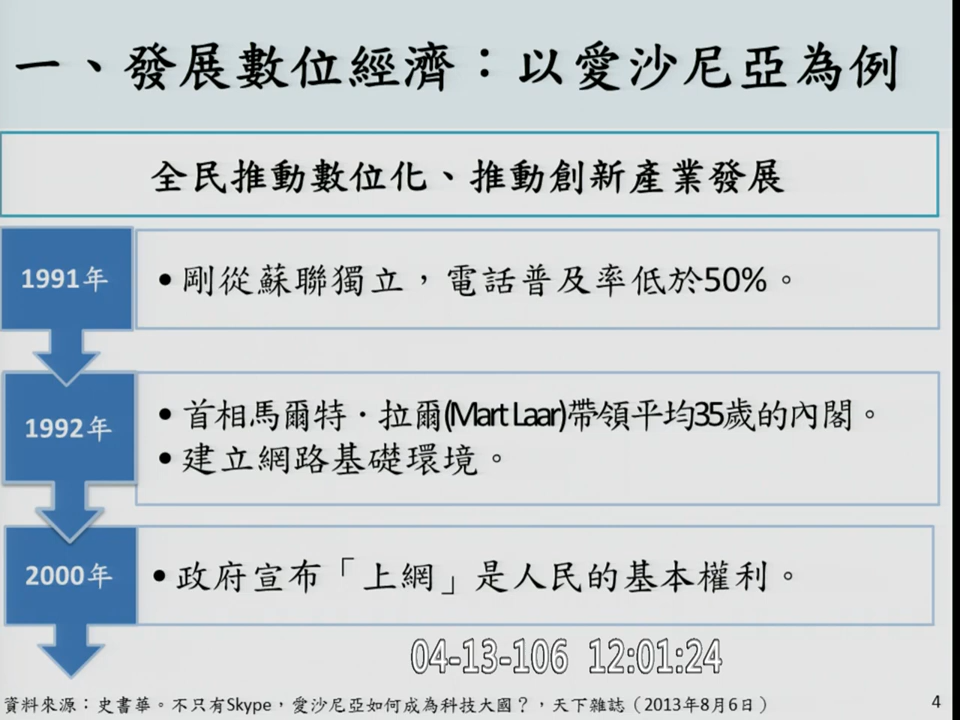 一、發展數位經濟：以愛沙尼亞為例
全民推動數位化、推動創新產業發展
1991年
•剛從蘇聯獨立，電話普及率低於50%。
1992年
•首相馬爾特．拉爾(Mart Laar)帶領平均35歲的內閣。
•建立網路基礎環境。
2000年
•政府宣布「上網」是人民的基本權利。
04-13-106 12:01:24
資料來源：史書華。不只有Skype，愛沙尼亞如何成為科技大國？，天下雜誌（2013年8月6日）
4